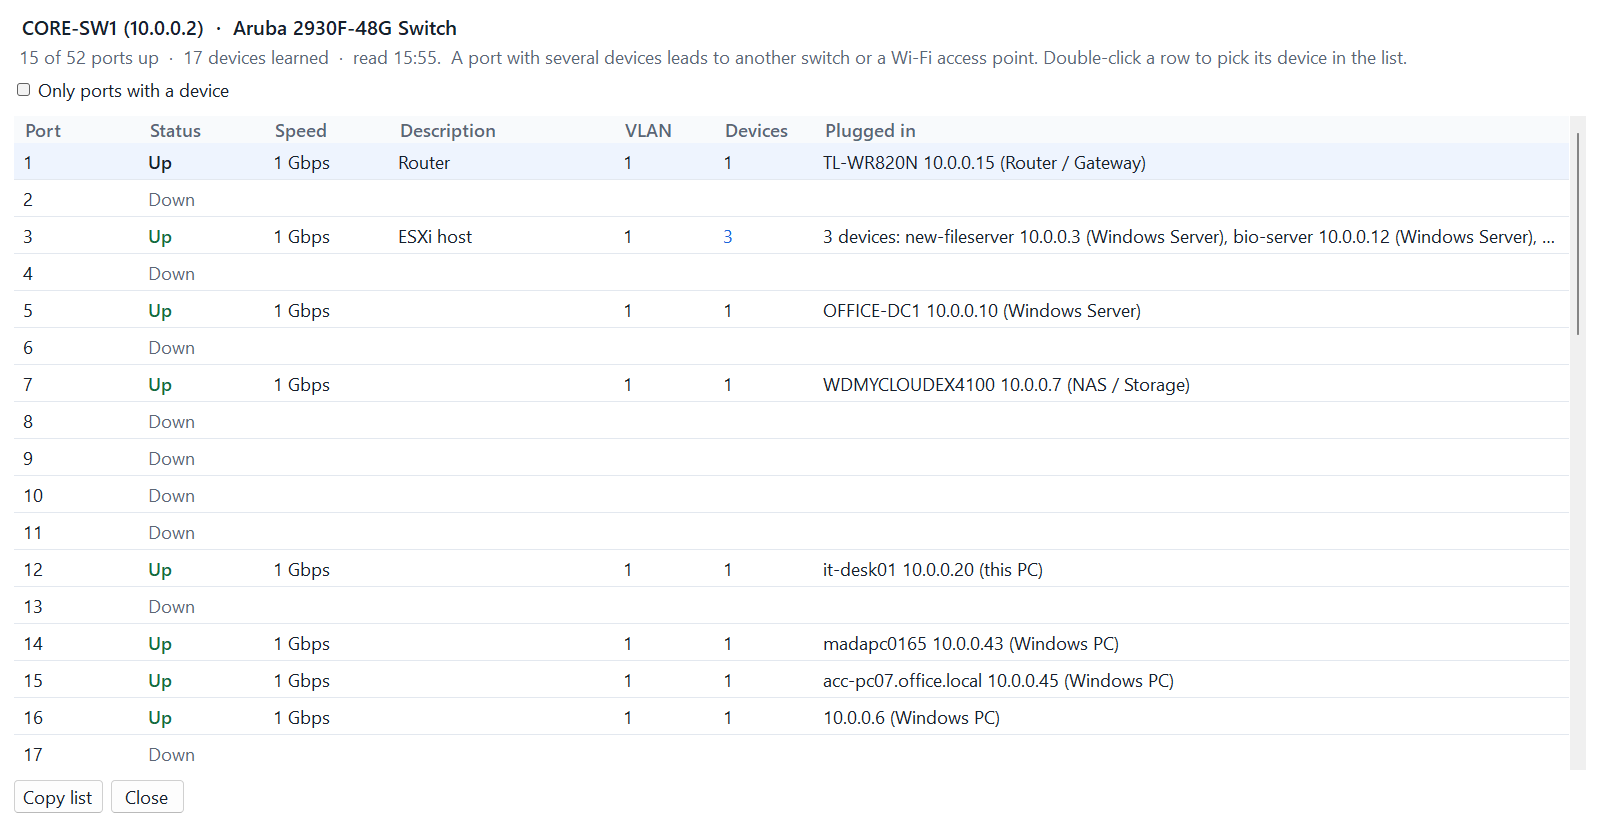 CORE-SW1 (10.0.0.2) · Aruba 2930F-48G Switch
15 of 52 ports up · 17 devices learned · read 15:55. A port with several devices leads to another switch or a Wi-Fi access point. Double-click a row to pick its device in the list.
Only ports with a device
Port Status Speed Description VLAN Devices Plugged in
1 Up 1 Gbps Router 1 1 TL-WR820N 10.0.0.15 (Router / Gateway)
2 Down
3 Up 1 Gbps ESXi host 1 3 3 devices: new-fileserver 10.0.0.3 (Windows Server), bio-server 10.0.0.12 (Windows Server), ...
4 Down
5 Up 1 Gbps 1 1 OFFICE-DC1 10.0.0.10 (Windows Server)
6 Down
7 Up 1 Gbps 1 1 WDMYCLOUDEX4100 10.0.0.7 (NAS / Storage)
8 Down
9 Down
10 Down
11 Down
12 Up 1 Gbps 1 1 it-desk01 10.0.0.20 (this PC)
13 Down
14 Up 1 Gbps 1 1 madapc0165 10.0.0.43 (Windows PC)
15 Up 1 Gbps 1 1 acc-pc07.office.local 10.0.0.45 (Windows PC)
16 Up 1 Gbps 1 1 10.0.0.6 (Windows PC)
17 Down
Copy list Close